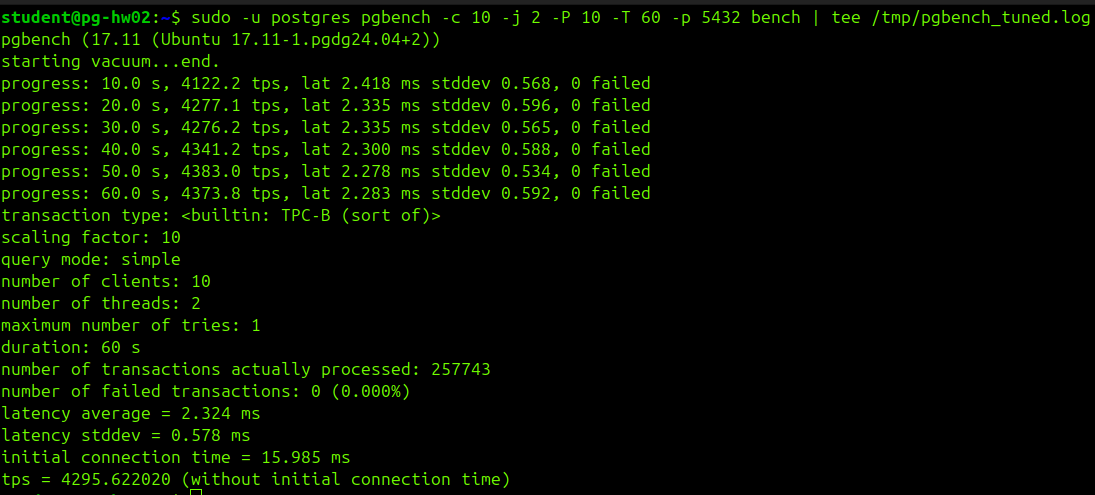 student@pg-hw02:~$ sudo -u postgres pgbench -c 10 -j 2 -P 10 -T 60 -p 5432 bench | tee /tmp/pgbench_tuned.log
pgbench (17.11 (Ubuntu 17.11-1.pgdg24.04+2))
starting vacuum...end.
progress: 10.0 s, 4122.2 tps, lat 2.418 ms stddev 0.568, 0 failed
progress: 20.0 s, 4277.1 tps, lat 2.335 ms stddev 0.596, 0 failed
progress: 30.0 s, 4276.2 tps, lat 2.335 ms stddev 0.565, 0 failed
progress: 40.0 s, 4341.2 tps, lat 2.300 ms stddev 0.588, 0 failed
progress: 50.0 s, 4383.0 tps, lat 2.278 ms stddev 0.534, 0 failed
progress: 60.0 s, 4373.8 tps, lat 2.283 ms stddev 0.592, 0 failed
transaction type: <builtin: TPC-B (sort of)>
scaling factor: 10
query mode: simple
number of clients: 10
number of threads: 2
maximum number of tries: 1
duration: 60 s
number of transactions actually processed: 257743
number of failed transactions: 0 (0.000%)
latency average = 2.324 ms
latency stddev = 0.578 ms
initial connection time = 15.985 ms
tps = 4295.622020 (without initial connection time)